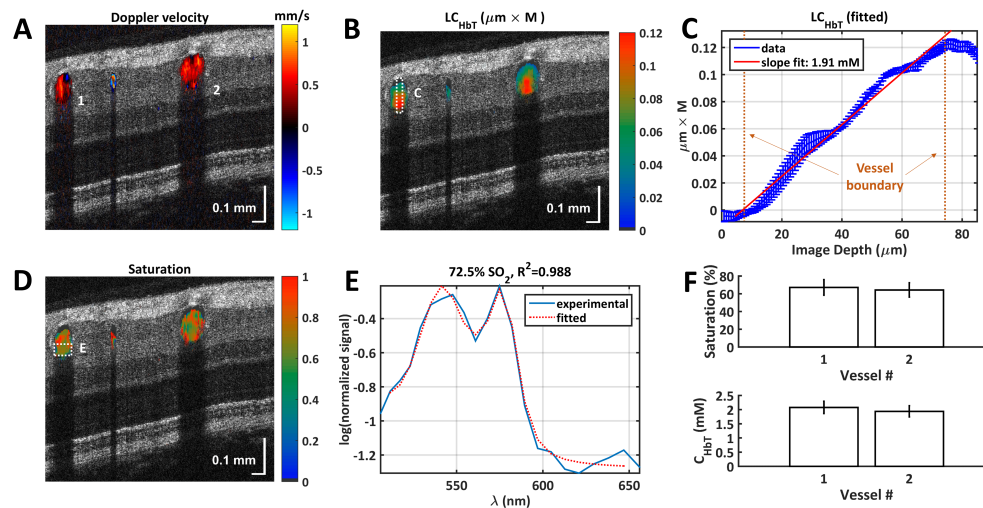 A
Doppler velocity
mm/s
1
0.5
0
-0.5
-1
1
2
0.1 mm
B
LC_HbT (μm × M)
0.12
0.1
0.08
0.06
0.04
0.02
0
C
0.1 mm
C
LC_HbT (fitted)
data
slope fit: 1.91 mM
Vessel
boundary
μm × M
0.12
0.1
0.08
0.06
0.04
0.02
0
0 20 40 60 80
Image Depth (μm)
D
Saturation
1
0.8
0.6
0.4
0.2
0
E
0.1 mm
E
72.5% SO₂, R²=0.988
experimental
fitted
log(normalized signal)
-0.4
-0.6
-0.8
-1
-1.2
550 600 650
λ (nm)
F
Saturation (%)
80
60
40
20
0
1 2
Vessel #
C_HbT (mM)
2.5
2
1.5
1
0.5
0
1 2
Vessel #